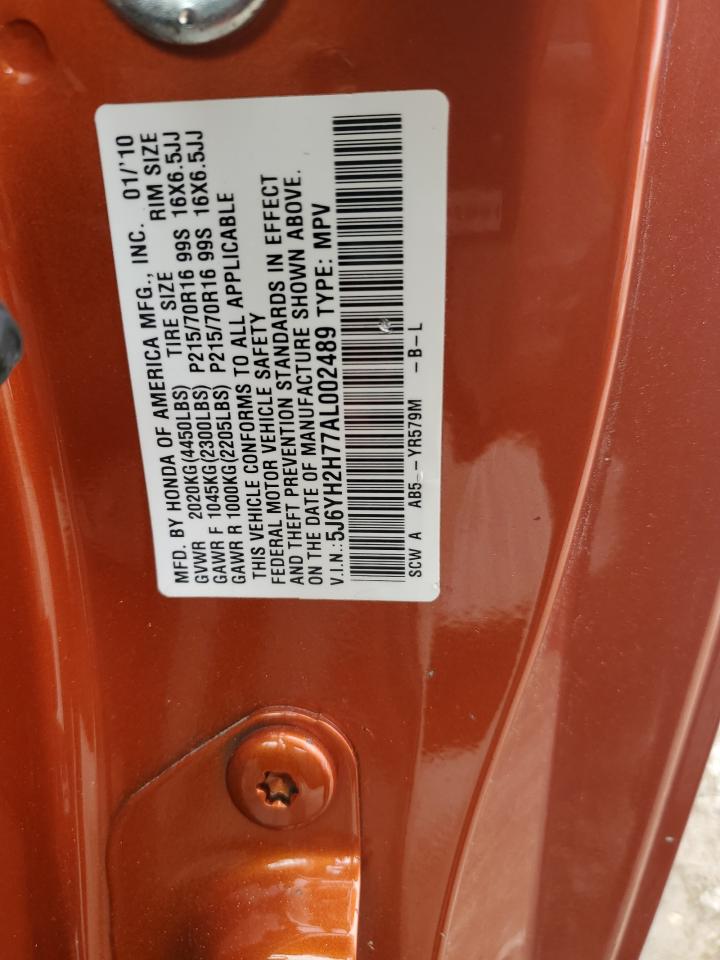 MFD. BY HONDA OF AMERICA MFG., INC. 01/'10
GVWR 2020KG(4450LBS) TIRE SIZE RIM SIZE
GAWR F 1045KG(2300LBS) P215/70R16 99S 16X6.5JJ
GAWR R 1000KG(2205LBS) P215/70R16 99S 16X6.5JJ
THIS VEHICLE CONFORMS TO ALL APPLICABLE
FEDERAL MOTOR VEHICLE SAFETY
AND THEFT PREVENTION STANDARDS IN EFFECT
ON THE DATE OF MANUFACTURE SHOWN ABOVE.
V.I.N.:5J6YH2H77AL002489 TYPE: MPV
SCW A AB5--YR579M -B-L